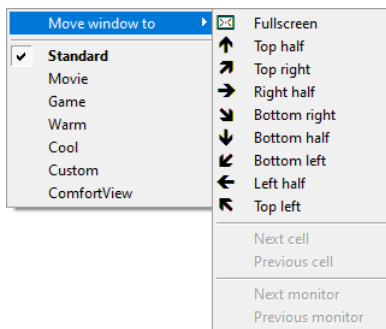 Move window to
Standard
Movie
Game
Warm
Cool
Custom
ComfortView
Fullscreen
Top half
Top right
Right half
Bottom right
Bottom half
Bottom left
Left half
Top left
Next cell
Previous cell
Next monitor
Previous monitor